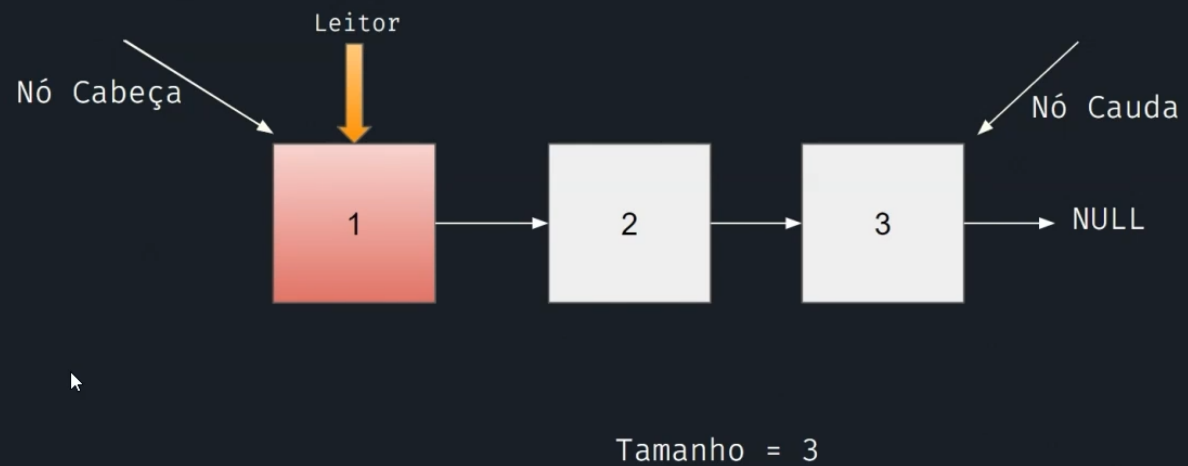 Leitor
Nó Cabeça
Nó Cauda
1
2
3
NULL
Tamanho = 3